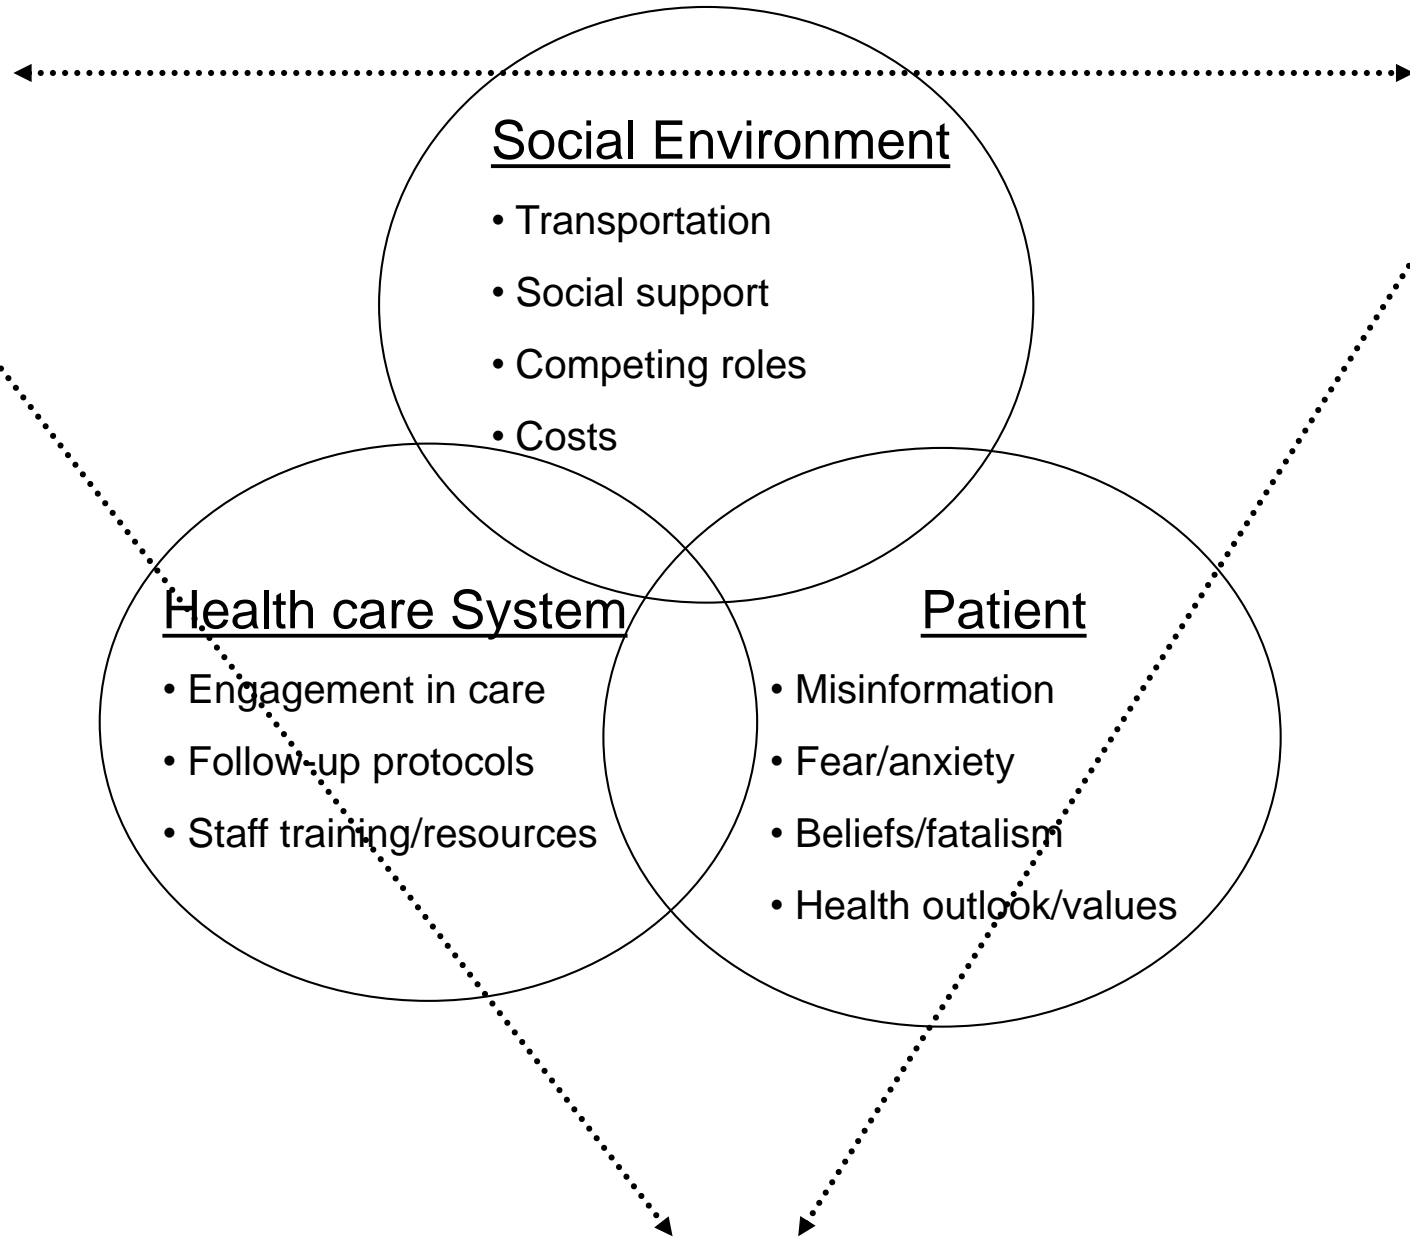 Social Environment
• Transportation
• Social support
• Competing roles
• Costs
Health care System
• Engagement in care
• Follow-up protocols
• Staff training/resources
Patient
• Misinformation
• Fear/anxiety
• Beliefs/fatalism
• Health outlook/values